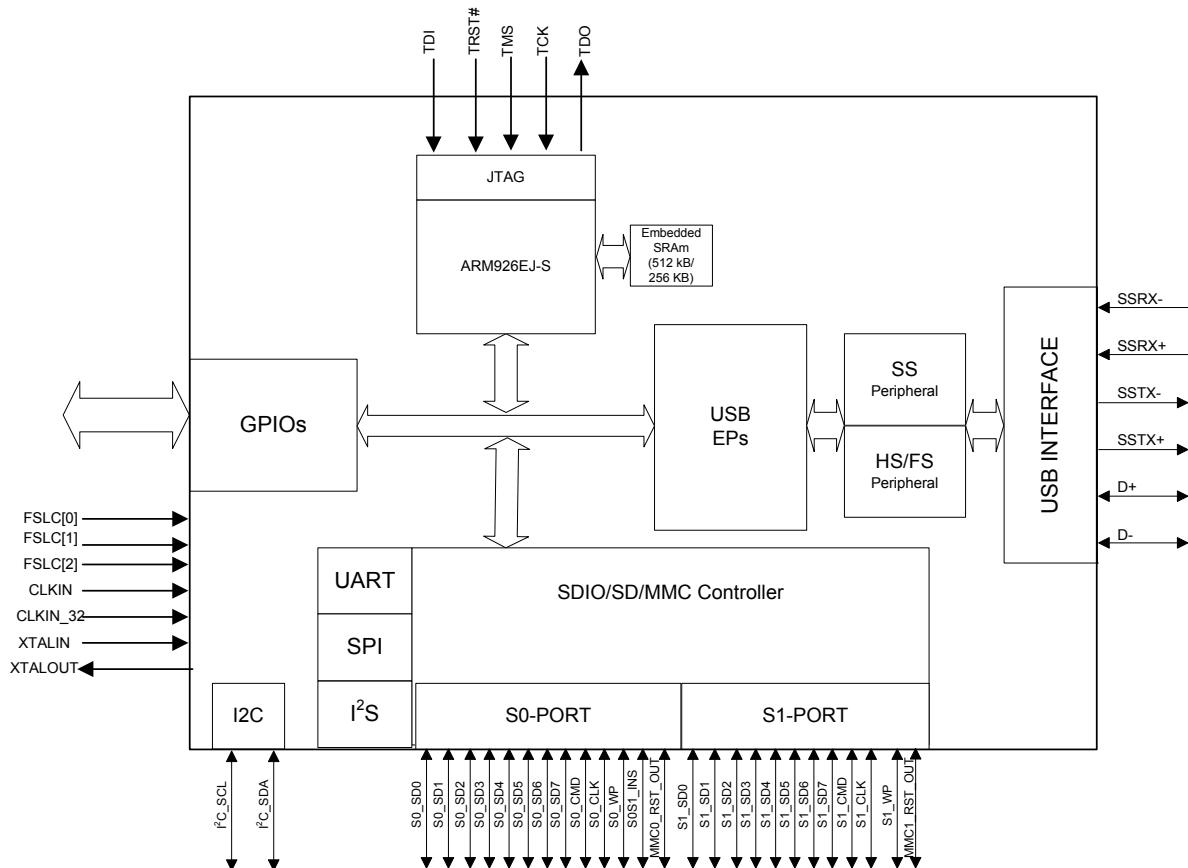 TDI
TRST#
TMS
TCK
TDO
JTAG
ARM926EJ-S
Embedded
SRAm
(512 kB/
256 KB)
GPIOs
USB
EPs
SS
Peripheral
HS/FS
Peripheral
USB INTERFACE
SSRX-
SSRX+
SSTX-
SSTX+
D+
D-
FSLC[0]
FSLC[1]
FSLC[2]
CLKIN
CLKIN_32
XTALIN
XTALOUT
UART
SPI
I²S
SDIO/SD/MMC Controller
I2C
S0-PORT
S1-PORT
I²C_SCL
I²C_SDA
S0_SD0
S0_SD1
S0_SD2
S0_SD3
S0_SD4
S0_SD5
S0_SD6
S0_SD7
S0_CMD
S0_CLK
S0_WP
S0S1_INS
MMC0_RST_OUT
S1_SD0
S1_SD1
S1_SD2
S1_SD3
S1_SD4
S1_SD5
S1_SD6
S1_SD7
S1_CMD
S1_CLK
S1_WP
MMC1_RST_OUT